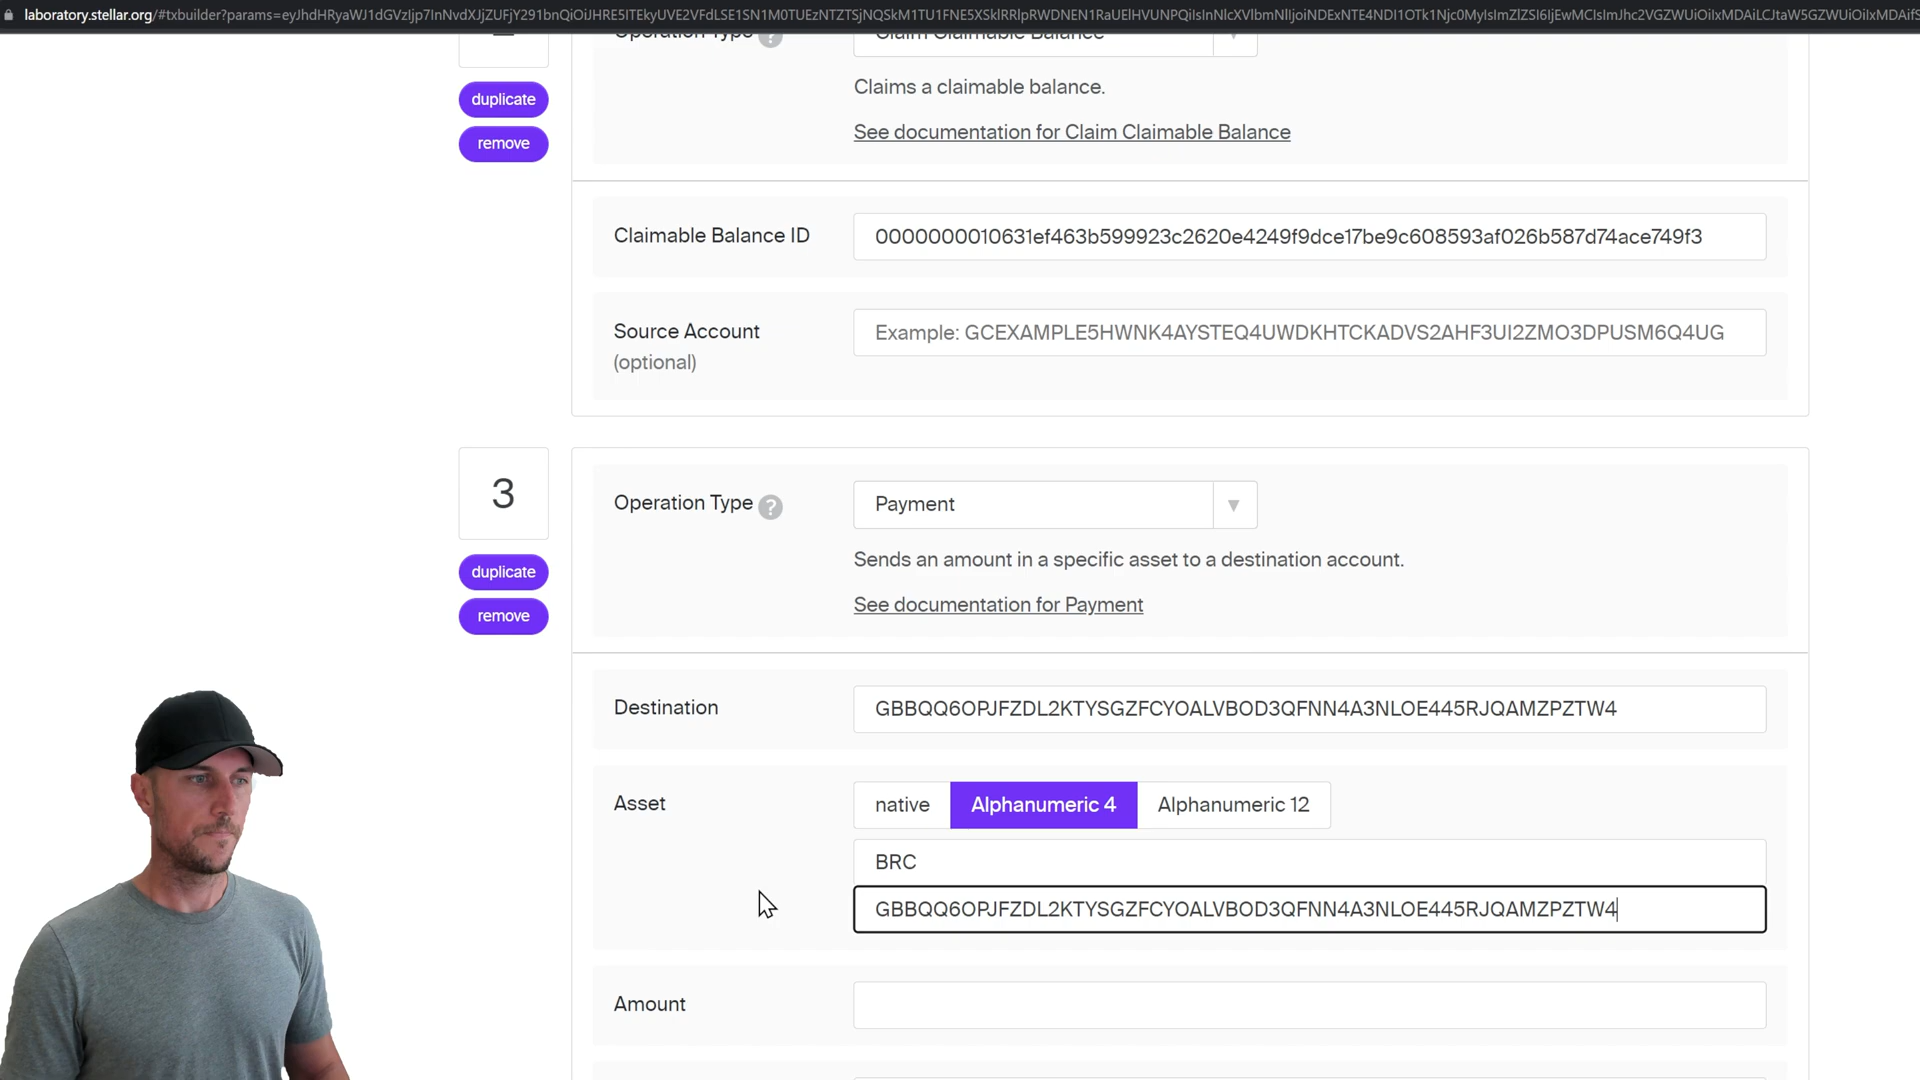 laboratory.stellar.org/#txbuilder?params=
Operation Type ?
Claim Claimable Balance
duplicate
Claims a claimable balance.
See documentation for Claim Claimable Balance
remove
Claimable Balance ID
0000000010631ef463b599923c2620e4249f9dce17be9c608593af026b587d74ace749f3
Source Account
(optional)
Example: GCEXAMPLE5HWNK4AYSTEQ4UWDKHTCKADVS2AHF3UI2ZMO3DPUSM6Q4UG
3
Operation Type ?
Payment
duplicate
Sends an amount in a specific asset to a destination account.
See documentation for Payment
remove
Destination
GBBQQ6OPJFZDL2KTYSGZFCYOALVBOD3QFNN4A3NLOE445RJQAMZPZTW4
Asset
native Alphanumeric 4 Alphanumeric 12
BRC
GBBQQ6OPJFZDL2KTYSGZFCYOALVBOD3QFNN4A3NLOE445RJQAMZPZTW4
Amount